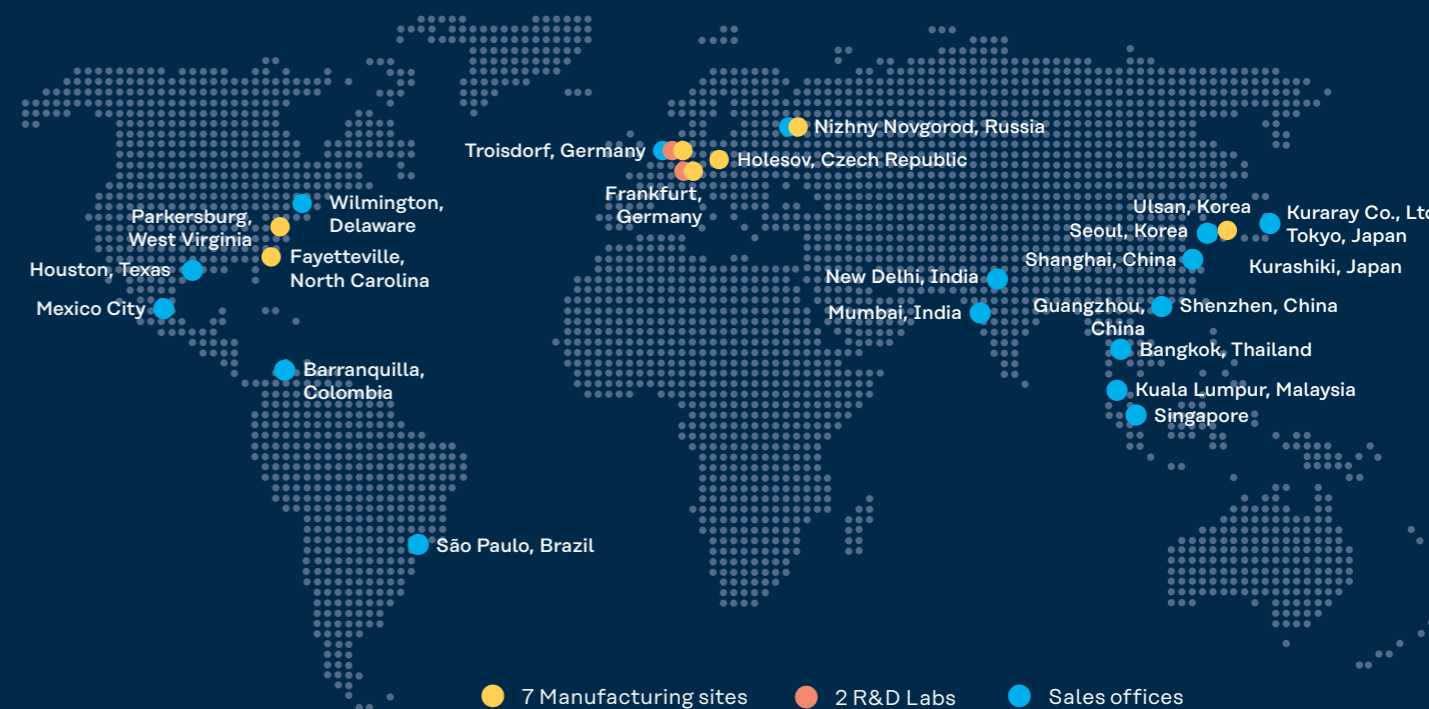 Nizhny Novgorod, Russia
Troisdorf, Germany
Holesov, Czech Republic
Frankfurt,
Germany
Wilmington,
Delaware
Parkersburg,
West Virginia
Fayetteville,
North Carolina
Houston, Texas
Mexico City
Barranquilla,
Colombia
São Paulo, Brazil
Ulsan, Korea
Seoul, Korea
Kuraray Co., Ltd
Tokyo, Japan
Shanghai, China
Kurashiki, Japan
New Delhi, India
Mumbai, India
Guangzhou,
China
Shenzhen, China
Bangkok, Thailand
Kuala Lumpur, Malaysia
Singapore
7 Manufacturing sites
2 R&D Labs
Sales offices